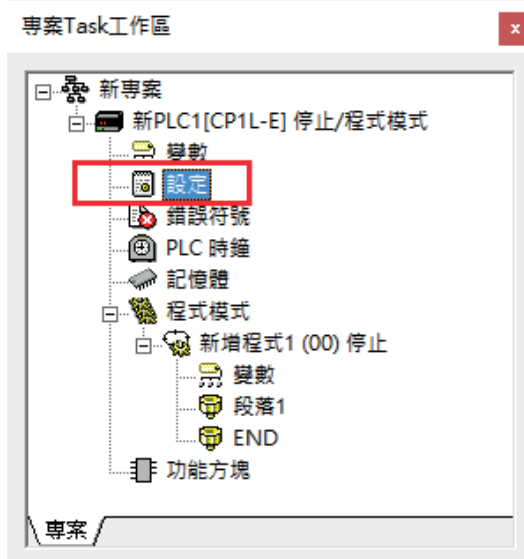 專案Task工作區
x
新專案
新PLC1[CP1L-E] 停止/程式模式
變數
設定
錯誤符號
PLC 時鐘
記憶體
程式模式
新增程式1 (00) 停止
變數
段落1
END
功能方塊
專案